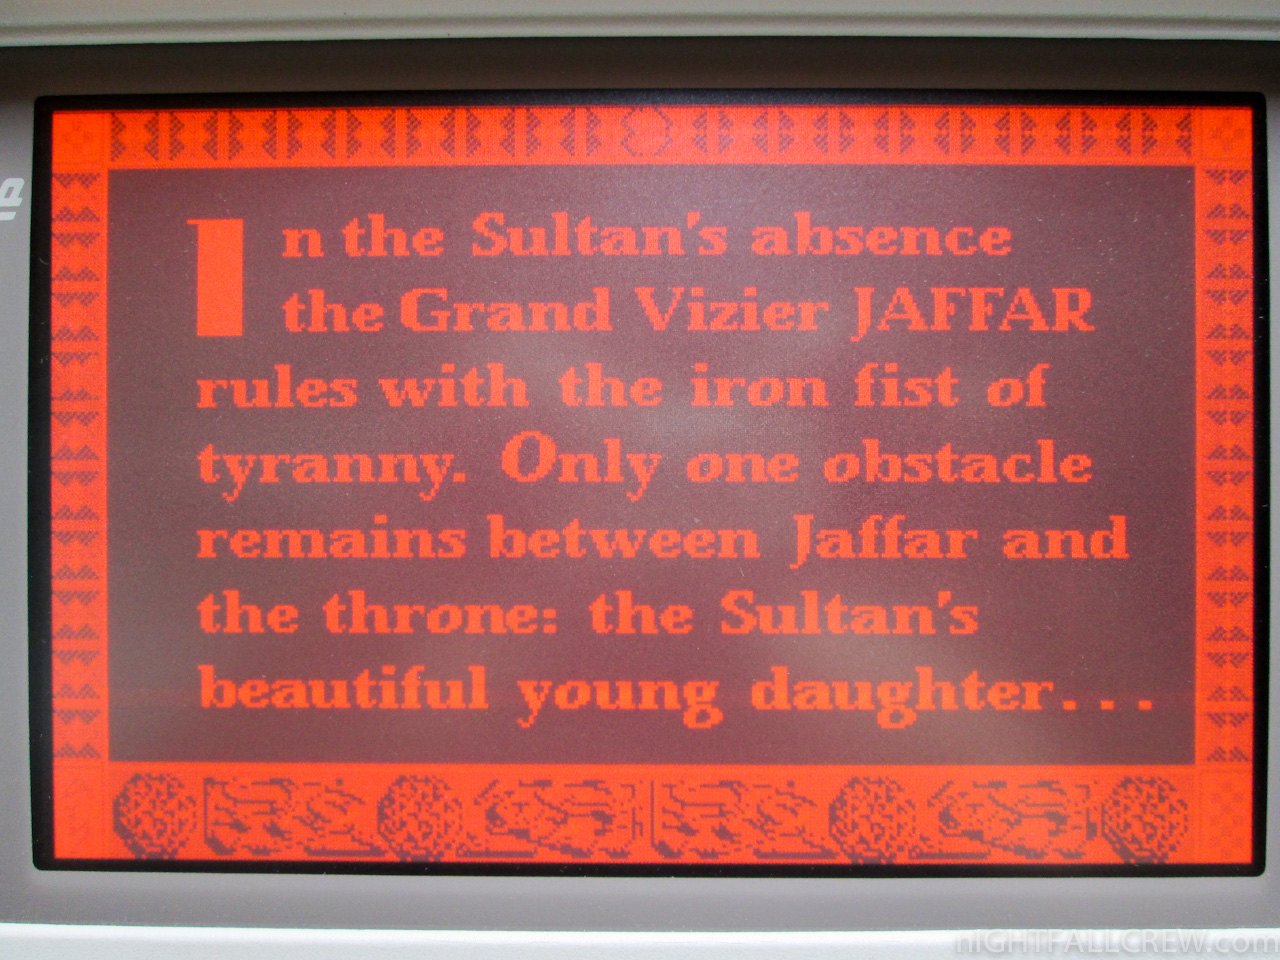 In the Sultan's absence
the Grand Vizier JAFFAR
rules with the iron fist of
tyranny. Only one obstacle
remains between Jaffar and
the throne: the Sultan's
beautiful young daughter...
nIGHTFALLCREW.com